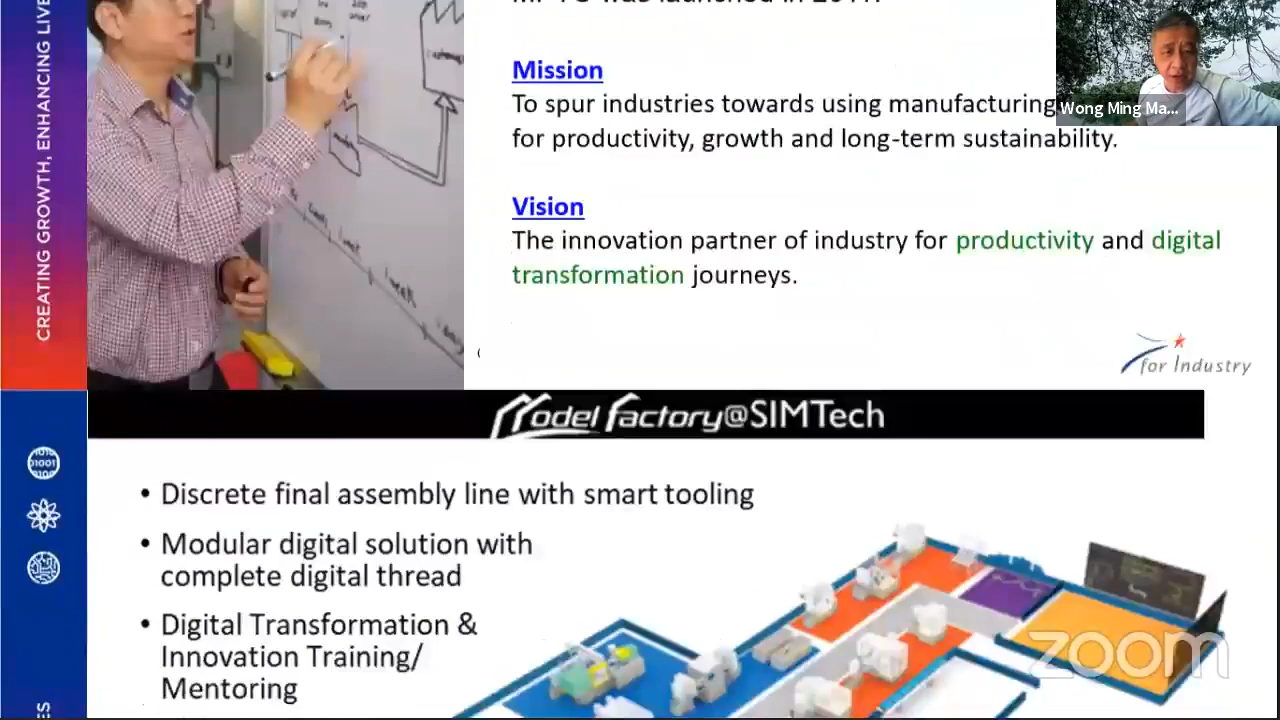 CREATING GROWTH, ENHANCING LIVE
Mission
To spur industries towards using manufacturing
for productivity, growth and long-term sustainability.
Vision
The innovation partner of industry for productivity and digital
transformation journeys.
Wong Ming Ma...
for Industry
Model Factory@SIMTech
• Discrete final assembly line with smart tooling
• Modular digital solution with
complete digital thread
• Digital Transformation &
Innovation Training/
Mentoring
zoom
ES